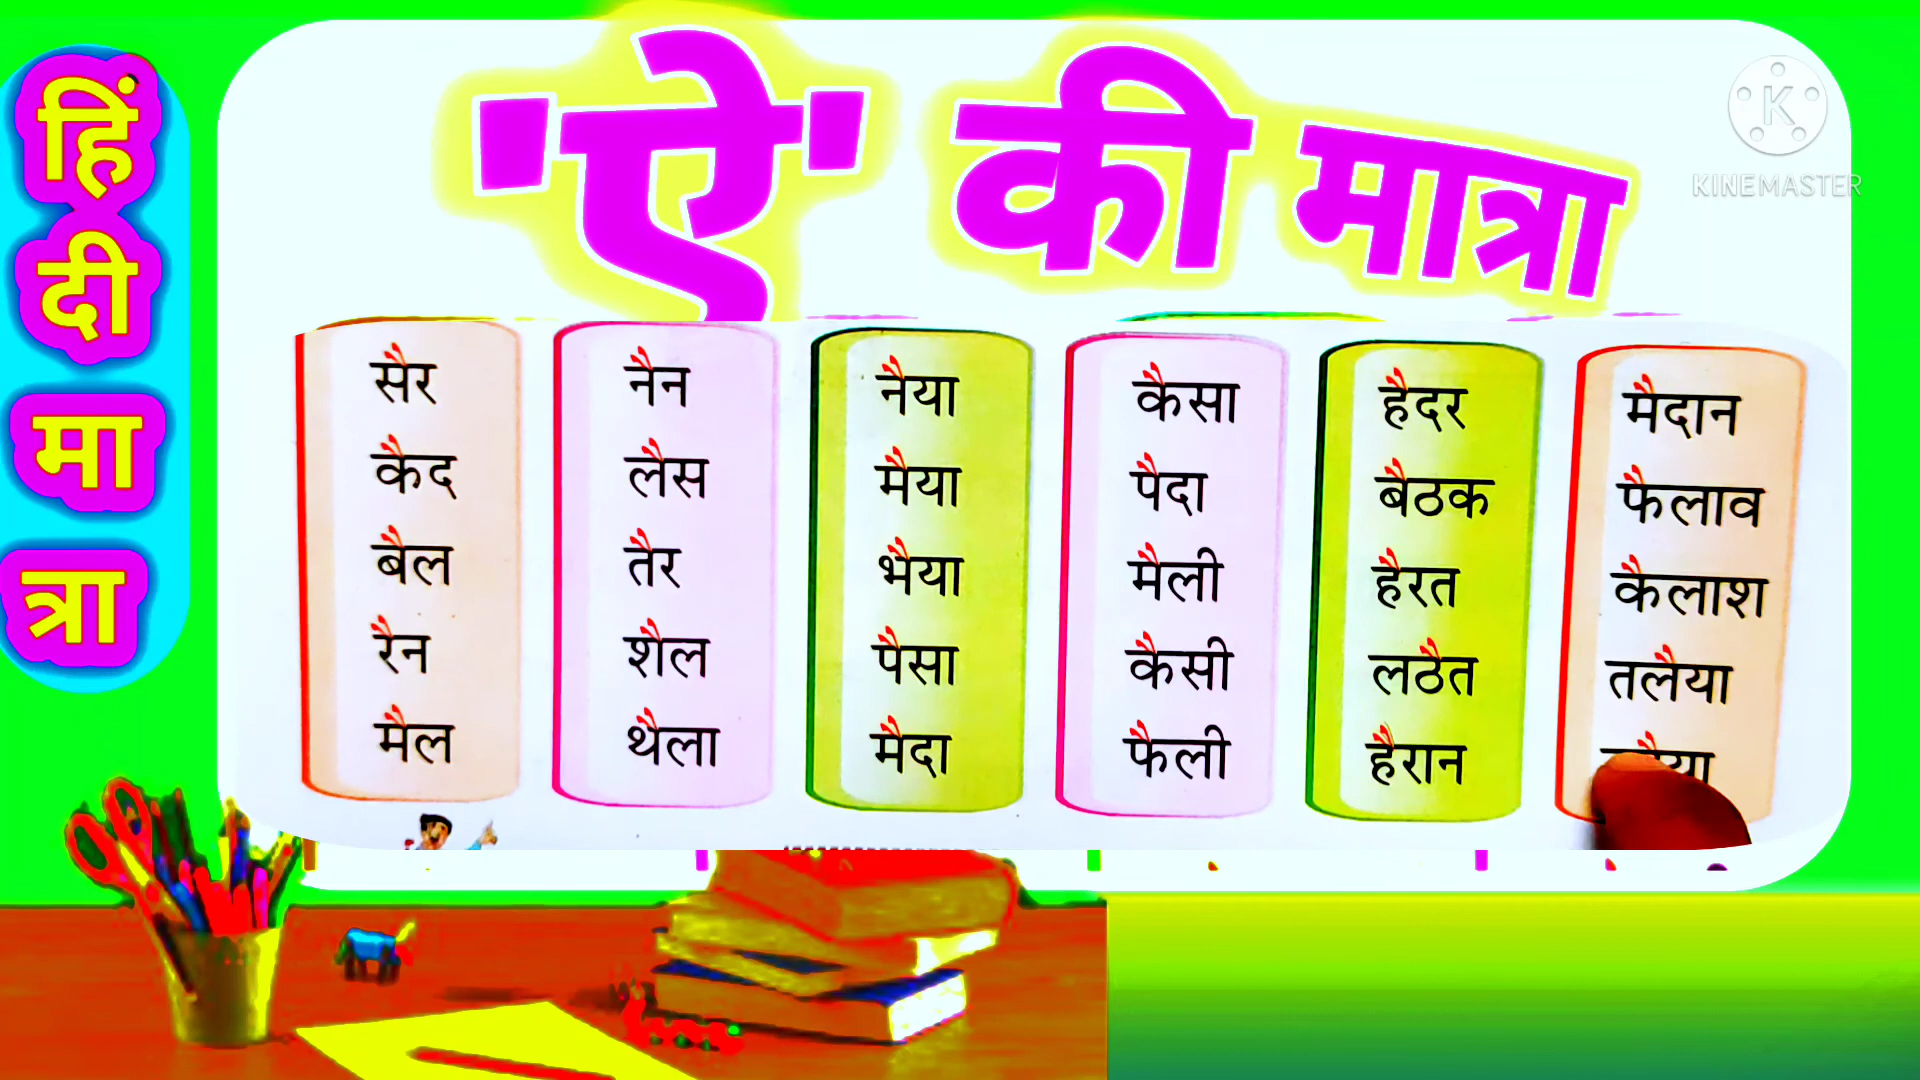 'ऐ' की मात्रा
हिंदी मात्रा
KINEMASTER
सैर नैन नैया कैसा हैदर मैदान
कैद लैस मैया पैदा बैठक फैलाव
बैल तैर भैया मैली हैरत कैलाश
रैन शैल पैसा कैसी लठैत तलैया
मैल थैला मैदा फैली हैरान